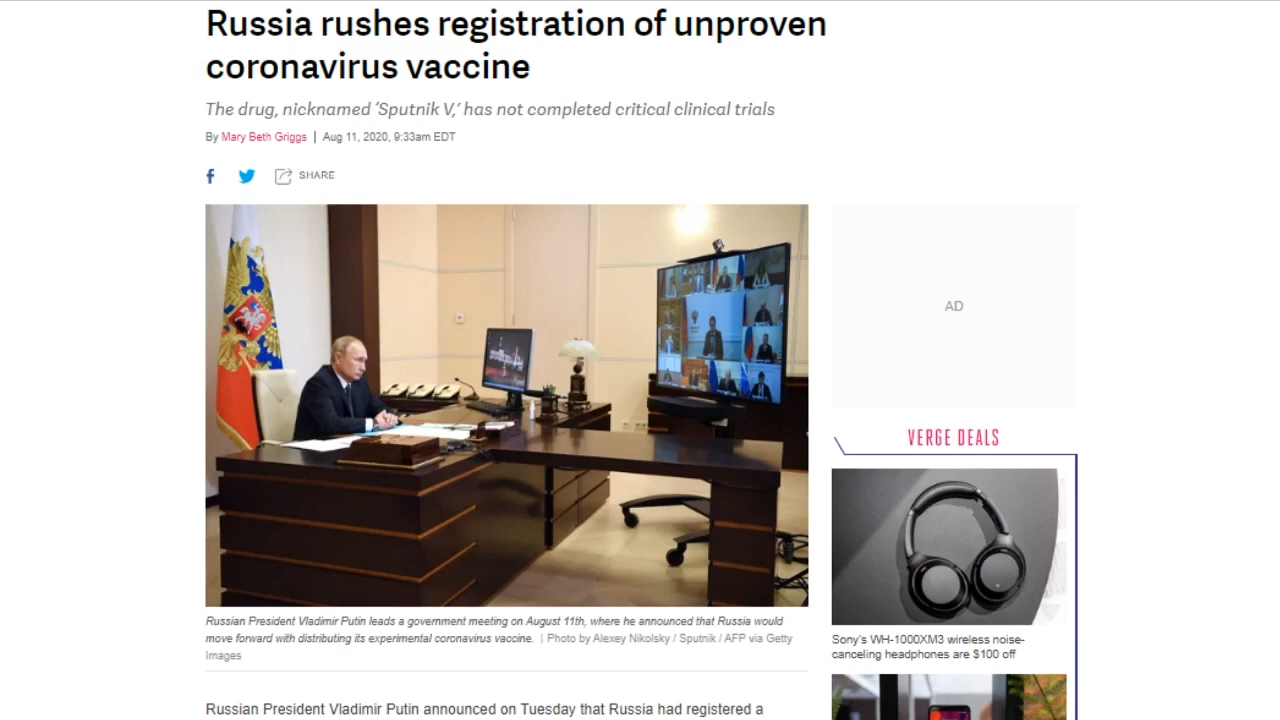 Russia rushes registration of unproven
coronavirus vaccine
The drug, nicknamed ‘Sputnik V,’ has not completed critical clinical trials
By Mary Beth Griggs | Aug 11, 2020, 9:33am EDT
SHARE
AD
VERGE DEALS
Russian President Vladimir Putin leads a government meeting on August 11th, where he announced that Russia would
move forward with distributing its experimental coronavirus vaccine. | Photo by Alexey Nikolsky / Sputnik / AFP via Getty
Images
Sony's WH-1000XM3 wireless noise-
canceling headphones are $100 off
Russian President Vladimir Putin announced on Tuesday that Russia had registered a